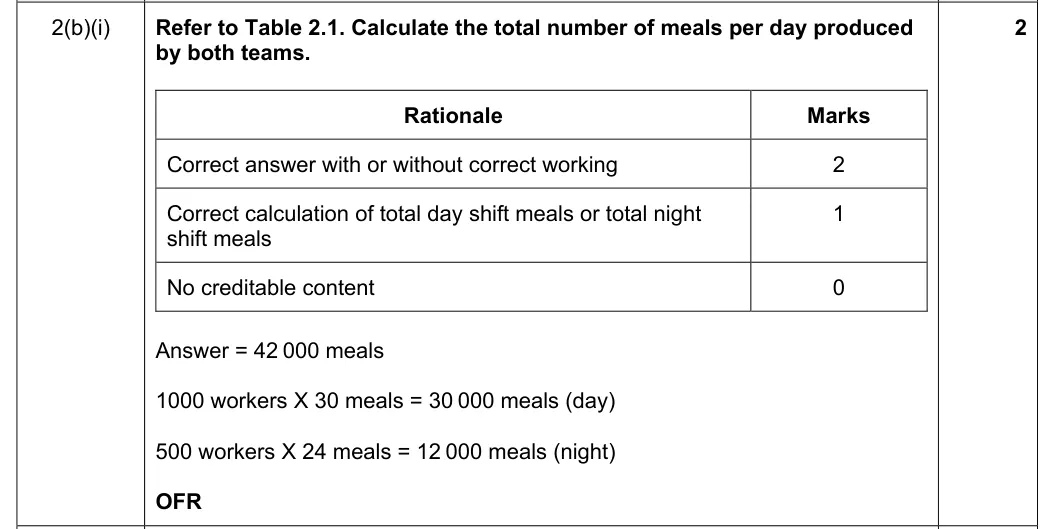 2(b)(i)
Refer to Table 2.1. Calculate the total number of meals per day produced
by both teams.
2
Rationale
Marks
Correct answer with or without correct working
2
Correct calculation of total day shift meals or total night
shift meals
1
No creditable content
0
Answer = 42 000 meals
1000 workers X 30 meals = 30 000 meals (day)
500 workers X 24 meals = 12 000 meals (night)
OFR